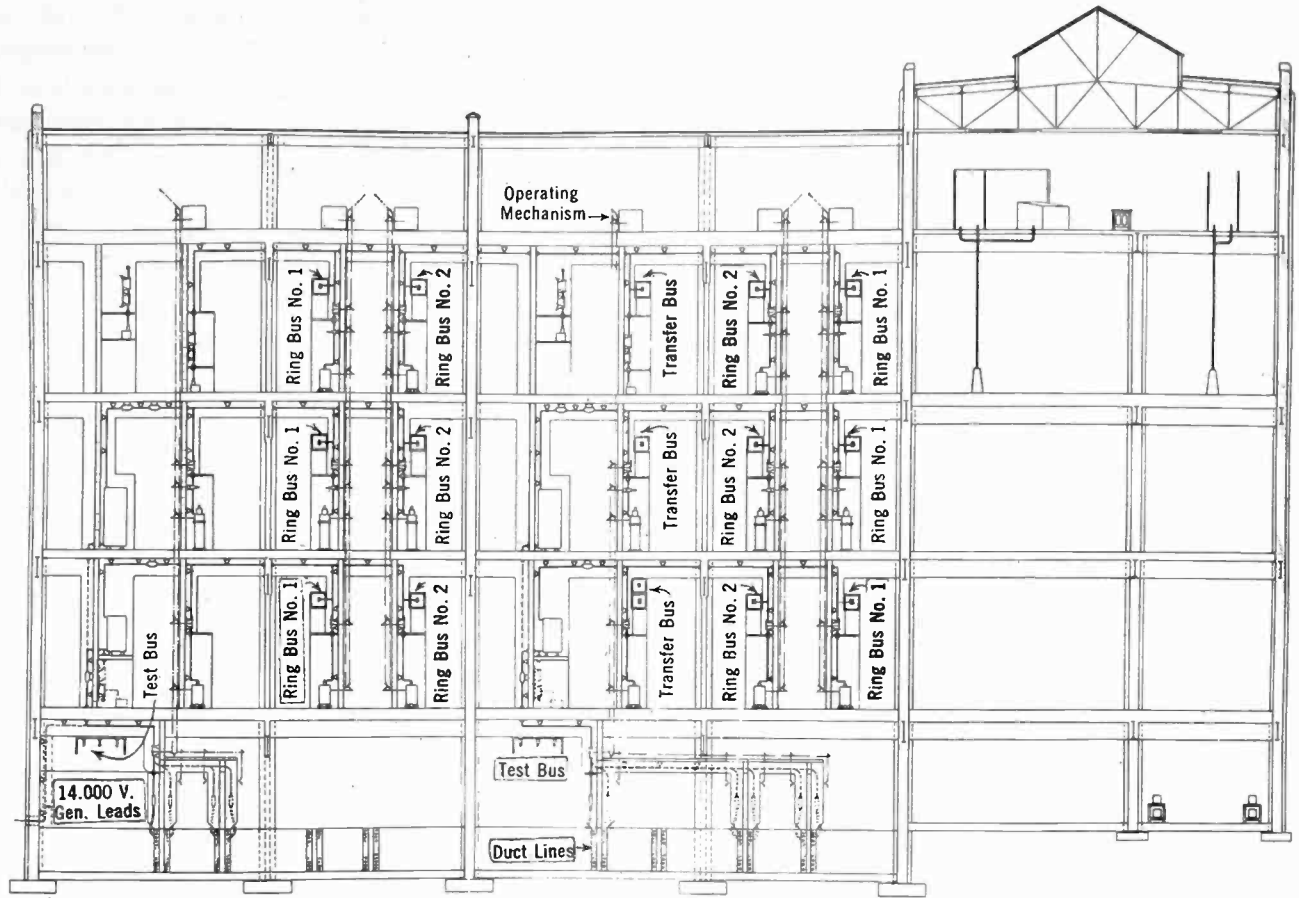 Operating
Mechanism
Ring Bus No. 1
Ring Bus No. 2
Transfer Bus
Ring Bus No. 2
Ring Bus No. 1
Ring Bus No. 1
Ring Bus No. 2
Transfer Bus
Ring Bus No. 2
Ring Bus No. 1
Ring Bus No. 1
Ring Bus No. 2
Transfer Bus
Ring Bus No. 2
Ring Bus No. 1
Test Bus
Test Bus
14.000 V.
Gen. Leads
Duct Lines